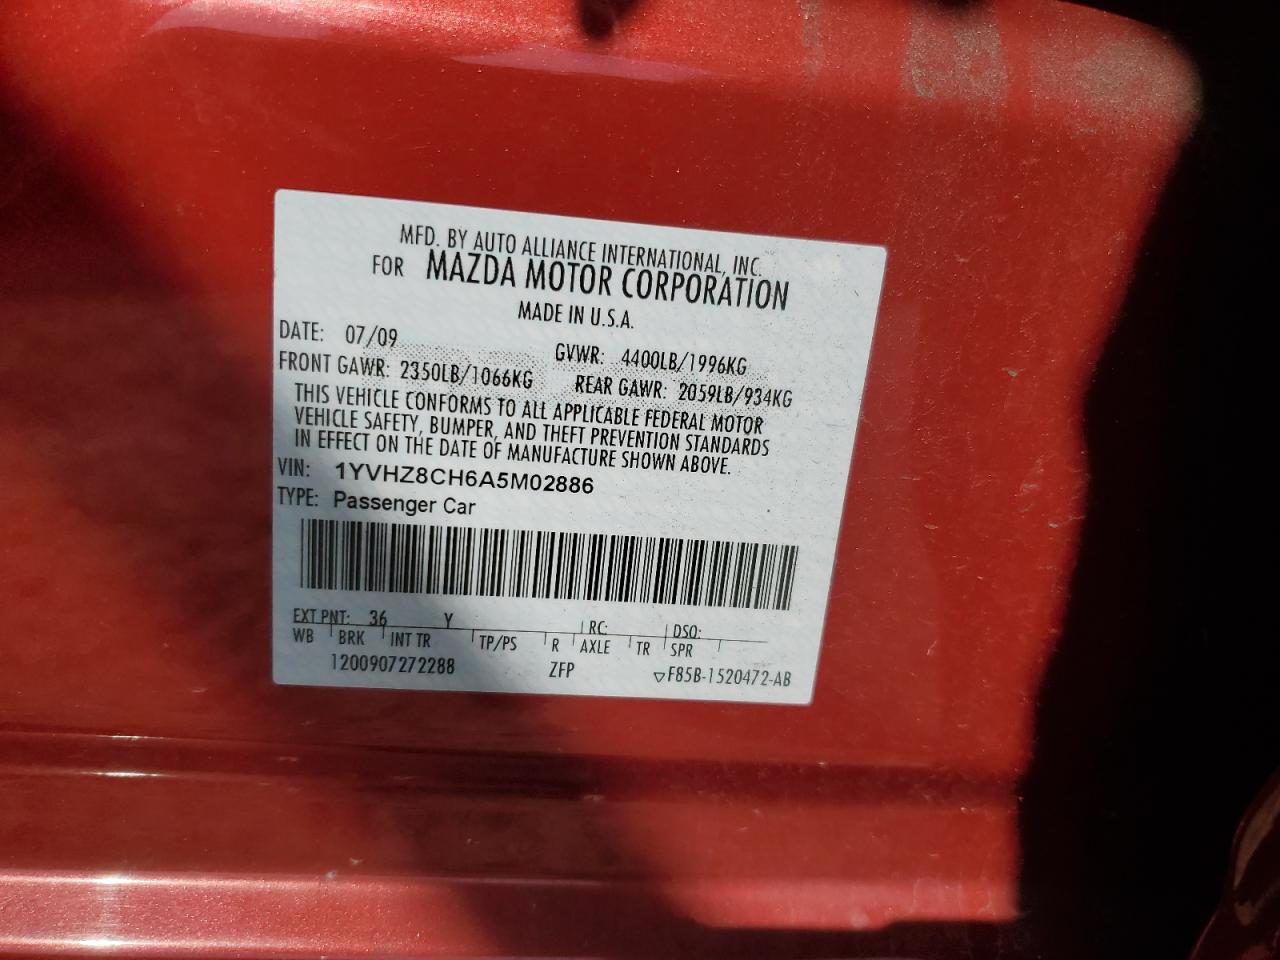 MFD. BY AUTO ALLIANCE INTERNATIONAL, INC.
FOR MAZDA MOTOR CORPORATION
MADE IN U.S.A.
DATE: 07/09 GVWR: 4400LB/1996KG
FRONT GAWR: 2350LB/1066KG REAR GAWR: 2059LB/934KG
THIS VEHICLE CONFORMS TO ALL APPLICABLE FEDERAL MOTOR
VEHICLE SAFETY, BUMPER, AND THEFT PREVENTION STANDARDS
IN EFFECT ON THE DATE OF MANUFACTURE SHOWN ABOVE.
VIN: 1YVHZ8CH6A5M02886
TYPE: Passenger Car
EXT PNT: 36 Y RC: DSO:
WB BRK INT TR TP/PS R AXLE TR SPR
1200907272288 ZFP ▽F85B-1520472-AB